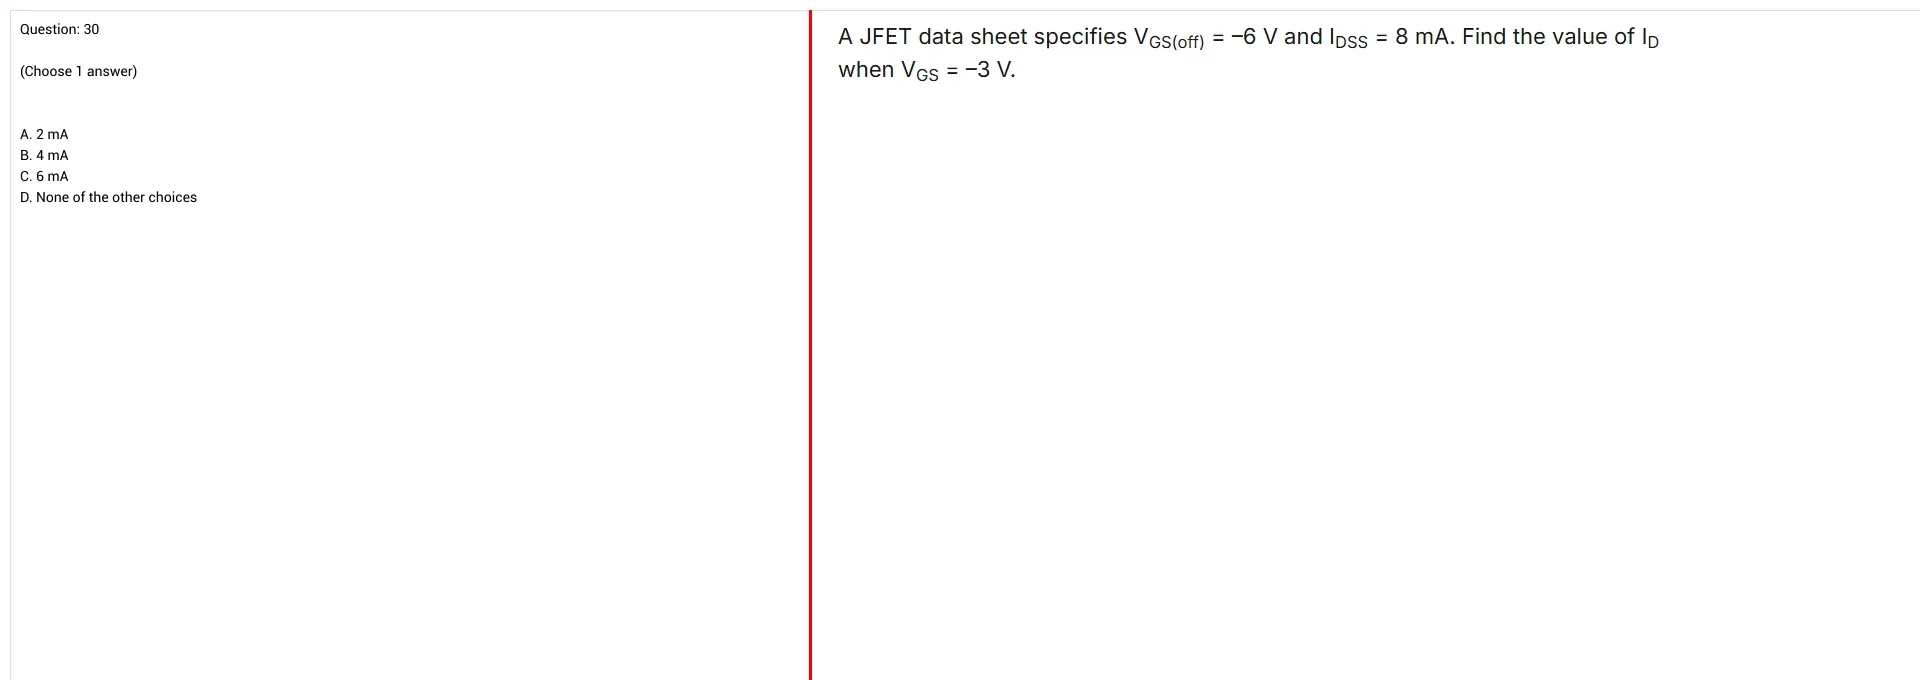 Question: 30
(Choose 1 answer)
A. 2 mA
B. 4 mA
C. 6 mA
D. None of the other choices
A JFET data sheet specifies VGS(off) = –6 V and IDSS = 8 mA. Find the value of ID
when VGS = –3 V.